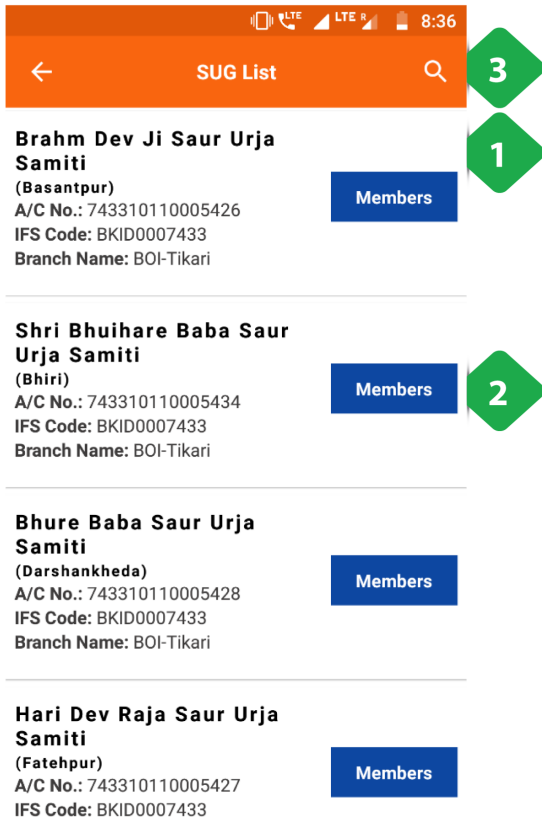 LTE LTE R 8:36
SUG List
3
Brahm Dev Ji Saur Urja
Samiti
1
(Basantpur)
Members
A/C No.: 743310110005426
IFS Code: BKID0007433
Branch Name: BOI-Tikari
Shri Bhuihare Baba Saur
Urja Samiti
(Bhiri)
Members
2
A/C No.: 743310110005434
IFS Code: BKID0007433
Branch Name: BOI-Tikari
Bhure Baba Saur Urja
Samiti
(Darshankheda)
Members
A/C No.: 743310110005428
IFS Code: BKID0007433
Branch Name: BOI-Tikari
Hari Dev Raja Saur Urja
Samiti
(Fatehpur)
Members
A/C No.: 743310110005427
IFS Code: BKID0007433